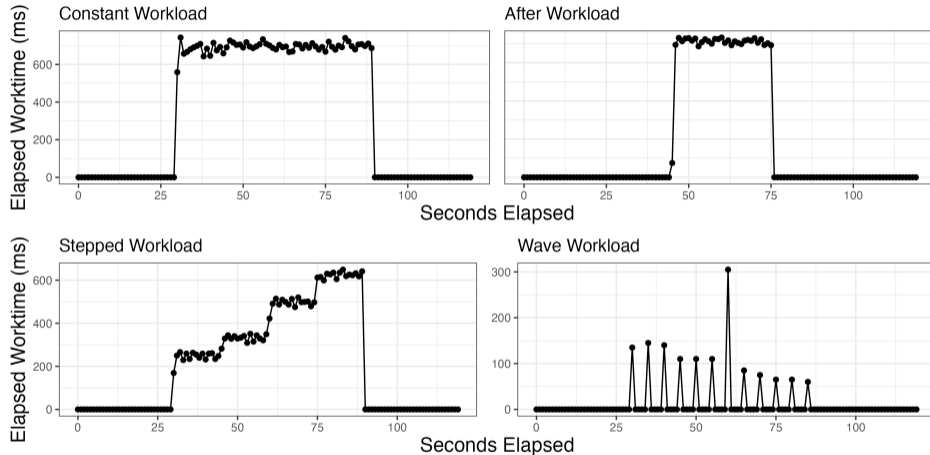 Constant Workload
After Workload
Elapsed Worktime (ms)
600
400
200
0
0 25 50 75 100
0 25 50 75 100
Seconds Elapsed
Stepped Workload
Wave Workload
Elapsed Worktime (ms)
600
400
200
0
300
200
100
0
0 25 50 75 100
0 25 50 75 100
Seconds Elapsed